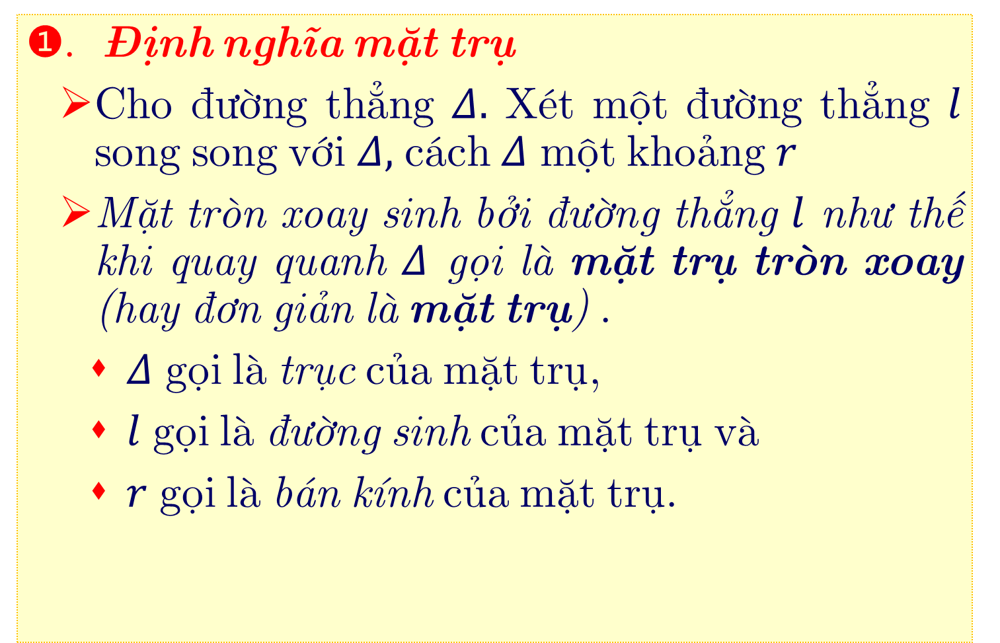 ❶. Định nghĩa mặt trụ
➢Cho đường thẳng Δ. Xét một đường thẳng l
song song với Δ, cách Δ một khoảng r
➢Mặt tròn xoay sinh bởi đường thẳng l như thế
khi quay quanh Δ gọi là mặt trụ tròn xoay
(hay đơn giản là mặt trụ) .
♦ Δ gọi là trục của mặt trụ,
♦ l gọi là đường sinh của mặt trụ và
♦ r gọi là bán kính của mặt trụ.